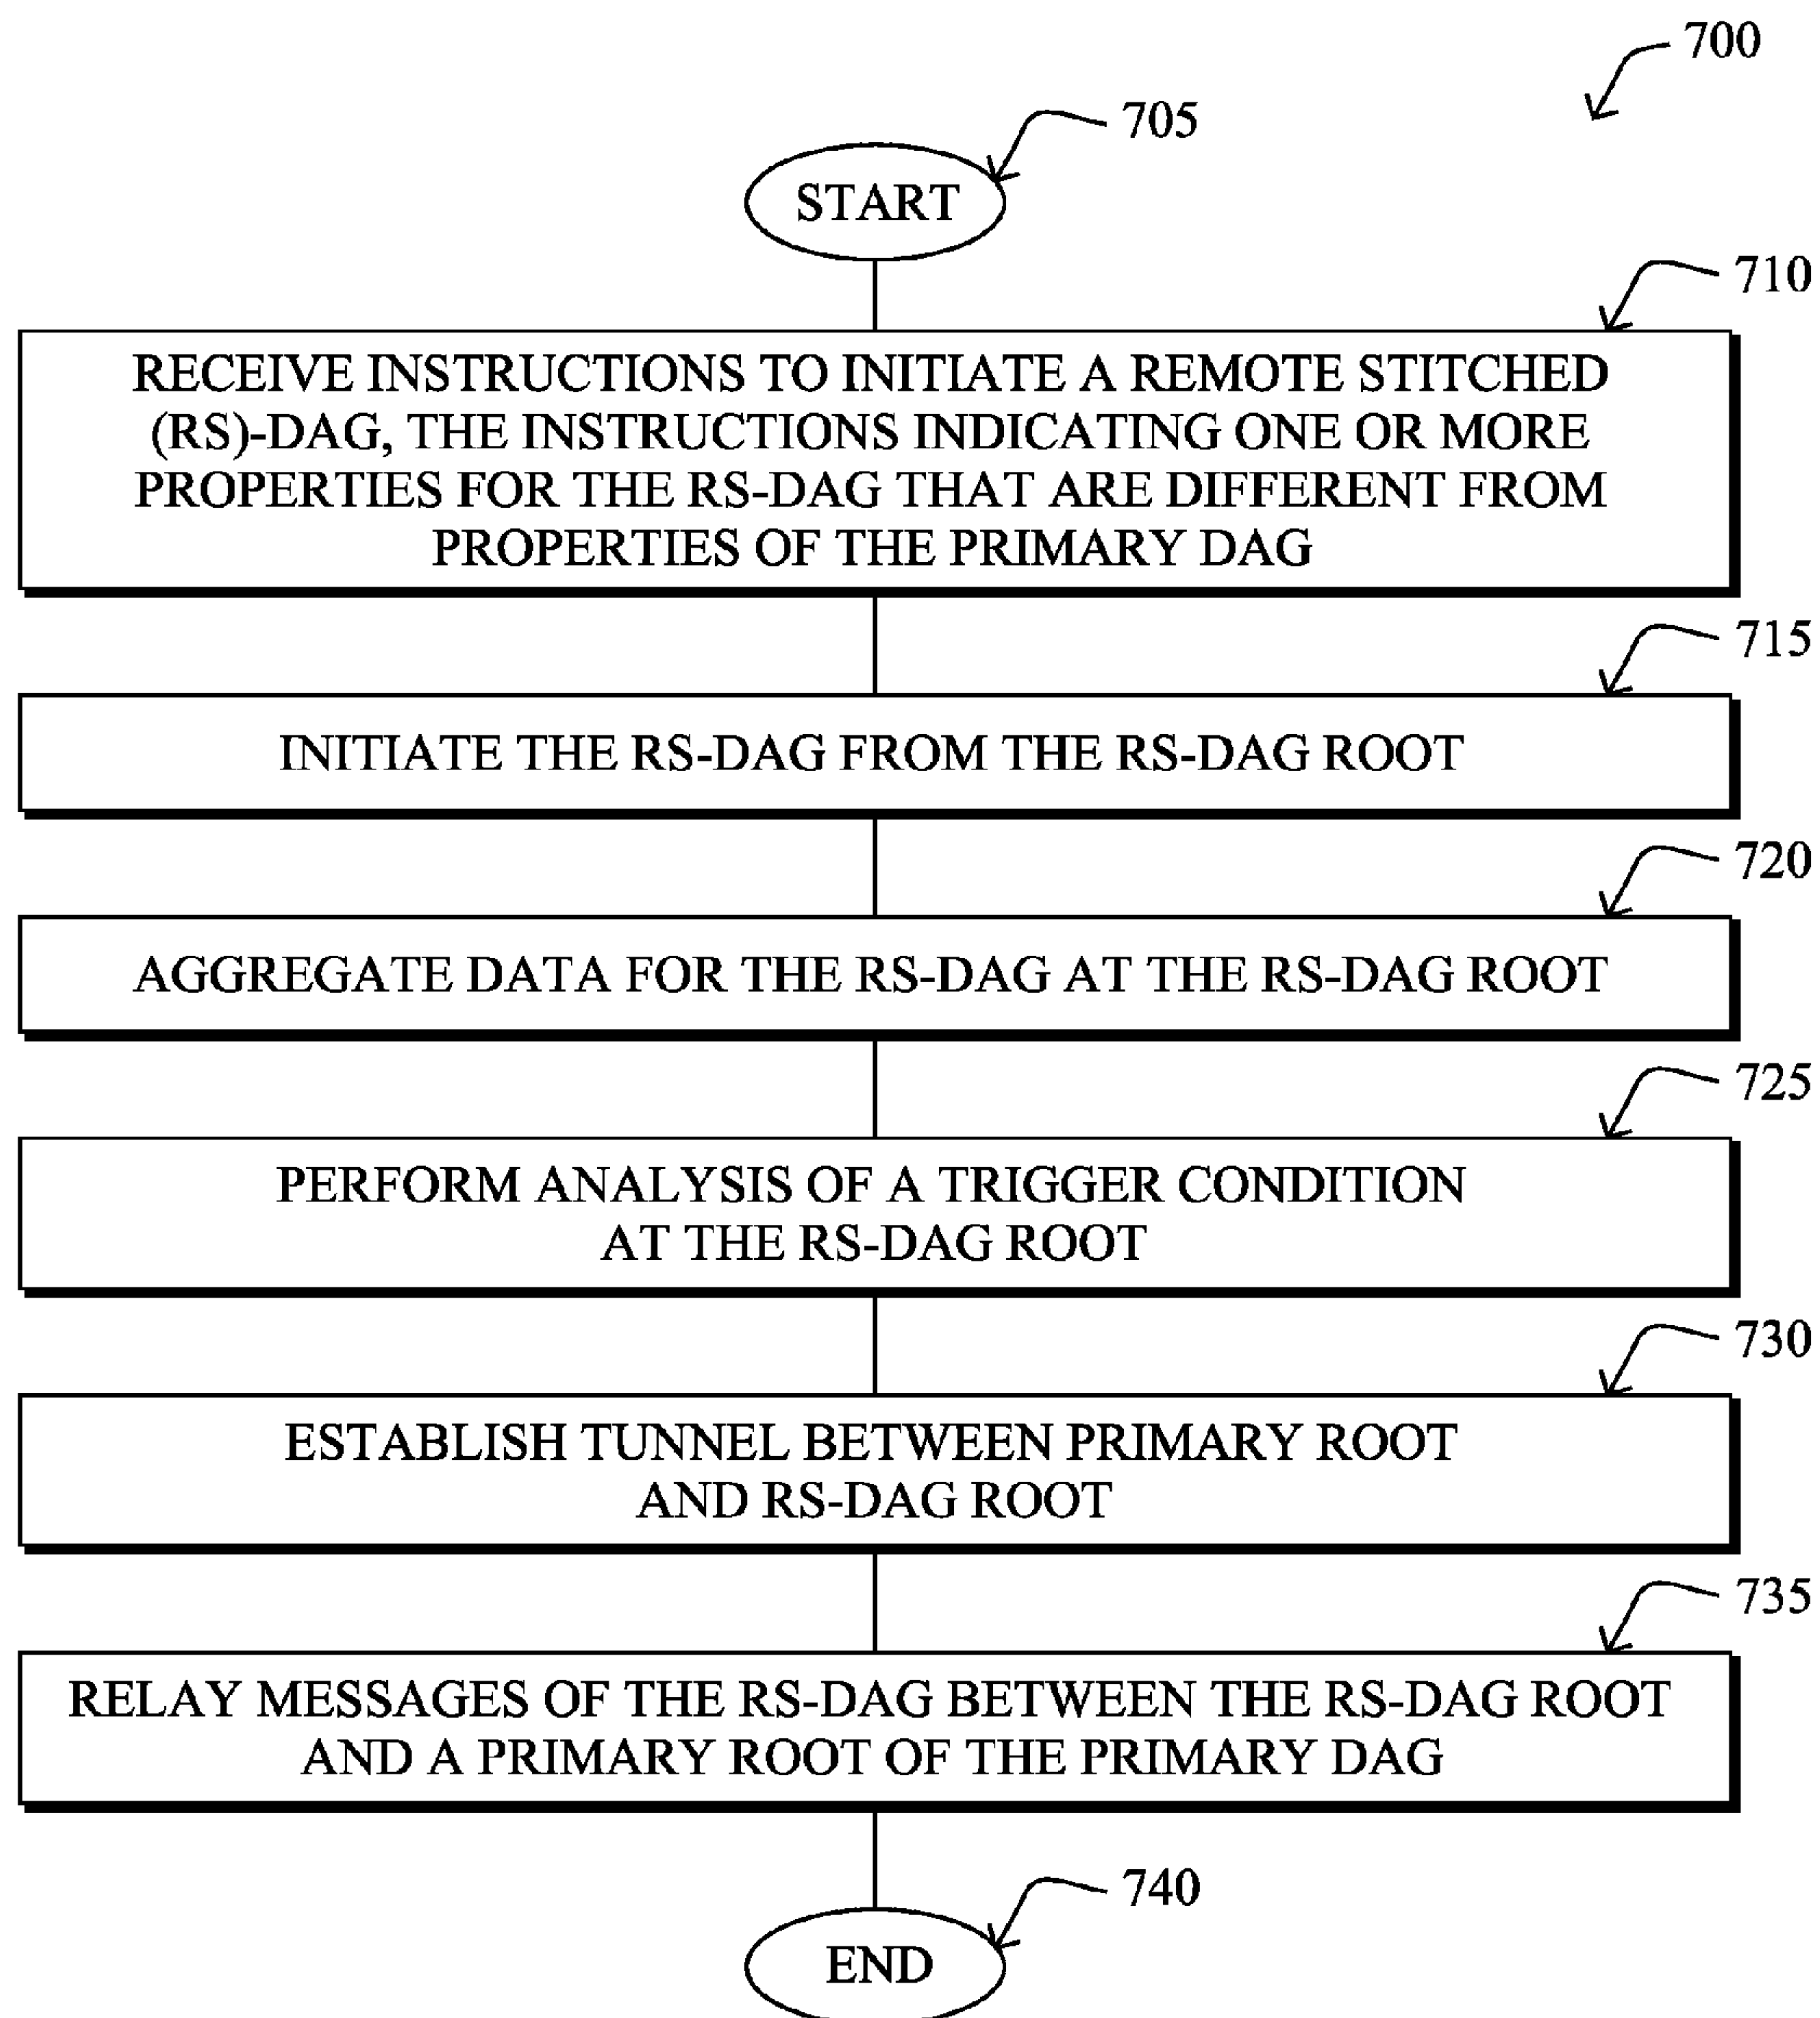 700
705
START
710
RECEIVE INSTRUCTIONS TO INITIATE A REMOTE STITCHED
(RS)-DAG, THE INSTRUCTIONS INDICATING ONE OR MORE
PROPERTIES FOR THE RS-DAG THAT ARE DIFFERENT FROM
PROPERTIES OF THE PRIMARY DAG
715
INITIATE THE RS-DAG FROM THE RS-DAG ROOT
720
AGGREGATE DATA FOR THE RS-DAG AT THE RS-DAG ROOT
725
PERFORM ANALYSIS OF A TRIGGER CONDITION
AT THE RS-DAG ROOT
730
ESTABLISH TUNNEL BETWEEN PRIMARY ROOT
AND RS-DAG ROOT
735
RELAY MESSAGES OF THE RS-DAG BETWEEN THE RS-DAG ROOT
AND A PRIMARY ROOT OF THE PRIMARY DAG
740
END